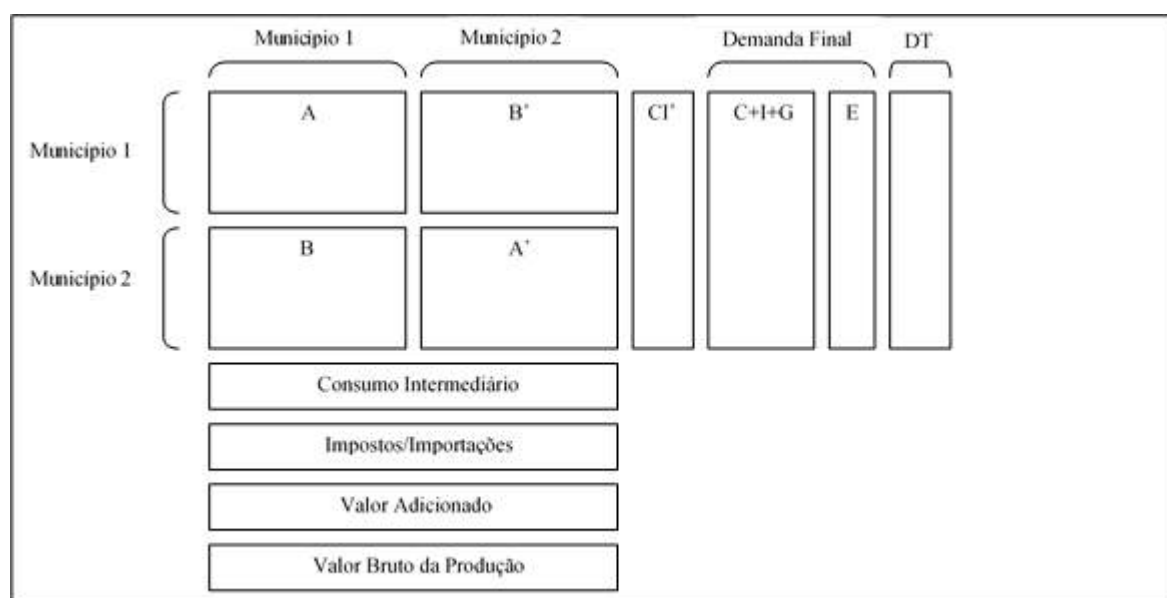 Município 1
Município 2
Demanda Final
DT
Município 1
A
B'
CI'
C+I+G
E
Município 2
B
A'
Consumo Intermediário
Impostos/Importações
Valor Adicionado
Valor Bruto da Produção